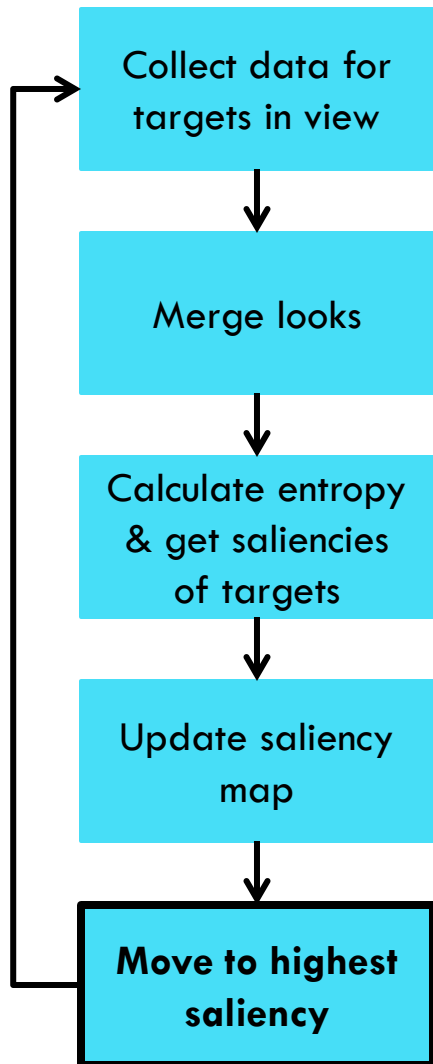 Collect data for
targets in view
Merge looks
Calculate entropy
& get saliencies
of targets
Update saliency
map
Move to highest
saliency